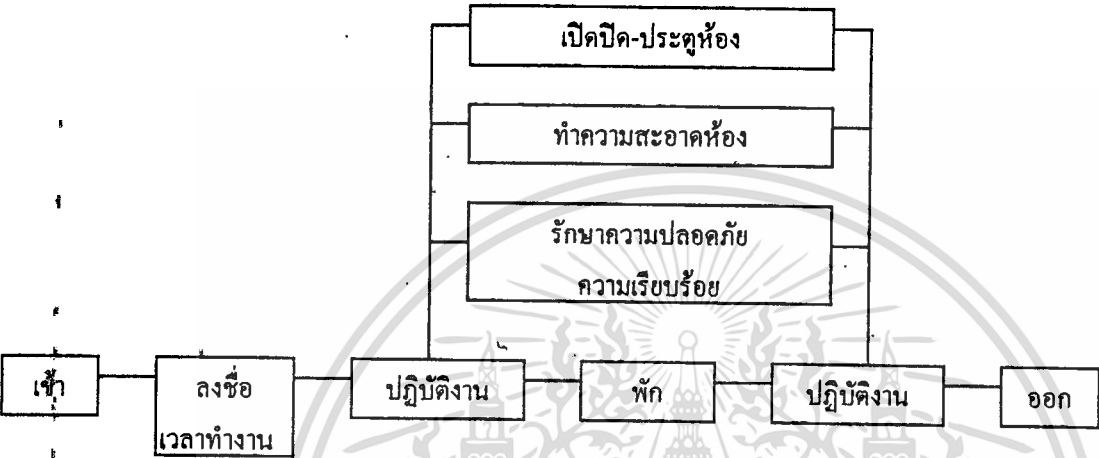 เปิดปิด-ประตูห้อง
ทำความสะอาดห้อง
รักษาความปลอดภัย
ความเรียบร้อย
เข้า
ลงชื่อ
เวลาทำงาน
ปฏิบัติงาน
พัก
ปฏิบัติงาน
ออก